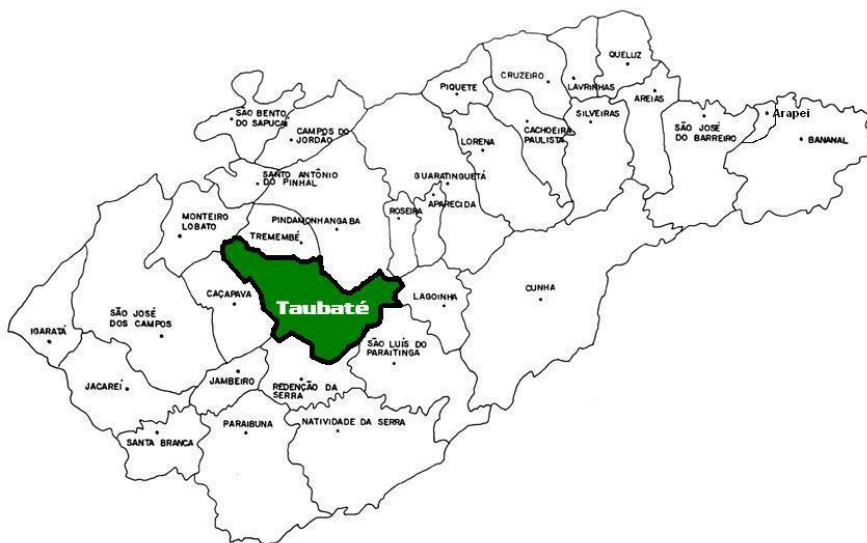 QUELUZ
CRUZEIRO
LAVRINHAS
PIQUETE
AREIAS
SÃO BENTO
DO SAPUCAÍ
CAMPOS DO
JORDÃO
LORENA
CACHOEIRA
PAULISTA
SILVEIRAS
SÃO JOSÉ
DO BARREIRO
Arapei
BANANAL
SANTO ANTÔNIO
DO PINHAL
GUARATINGUETÁ
APARECIDA
ROSEIRA
MONTEIRO
LOBATO
PINDAMONHANGABA
TREMEMBÉ
CAÇAPAVA
Taubaté
LAGOINHA
CUNHA
SÃO JOSÉ
DOS CAMPOS
IGARATÁ
SÃO LUÍS DO
PARAITINGA
JACAREÍ
JAMBEIRO
REDENÇÃO DA
SERRA
SANTA BRANCA
PARAIBUNA
NATIVIDADE DA SERRA